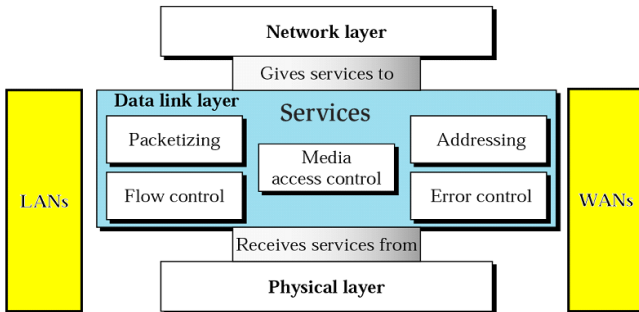 Network layer
Gives services to
Data link layer
Services
Packetizing
Addressing
Media
access control
Flow control
Error control
LANs
WANs
Receives services from
Physical layer